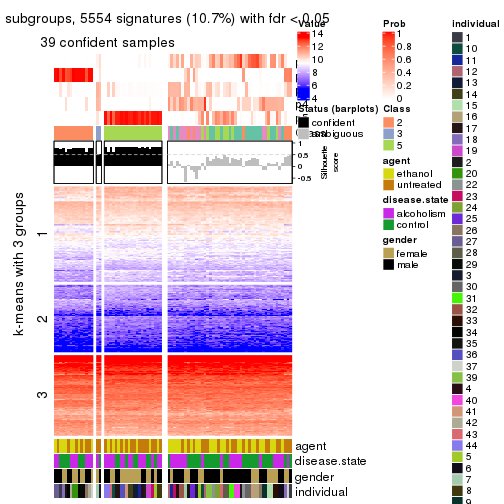 subgroups, 5554 signatures (10.7%) with fdr < 0.05
39 confident samples
k-means with 3 groups
1
2
3
p4
Class
1
0.5
0
-0.5
Silhouette
score
agent
disease.state
gender
individual
Value
14
12
10
8
6
4
Status (barplots)
confident
ambiguous
Prob
1
0.8
0.6
0.4
0.2
0
Class
2
3
5
agent
ethanol
untreated
disease.state
alcoholism
control
gender
female
male
individual
1
10
11
12
13
14
15
16
17
18
19
2
20
22
23
24
25
26
27
28
29
3
30
31
32
33
34
35
36
37
39
4
40
41
42
43
44
5
6
7
8
9